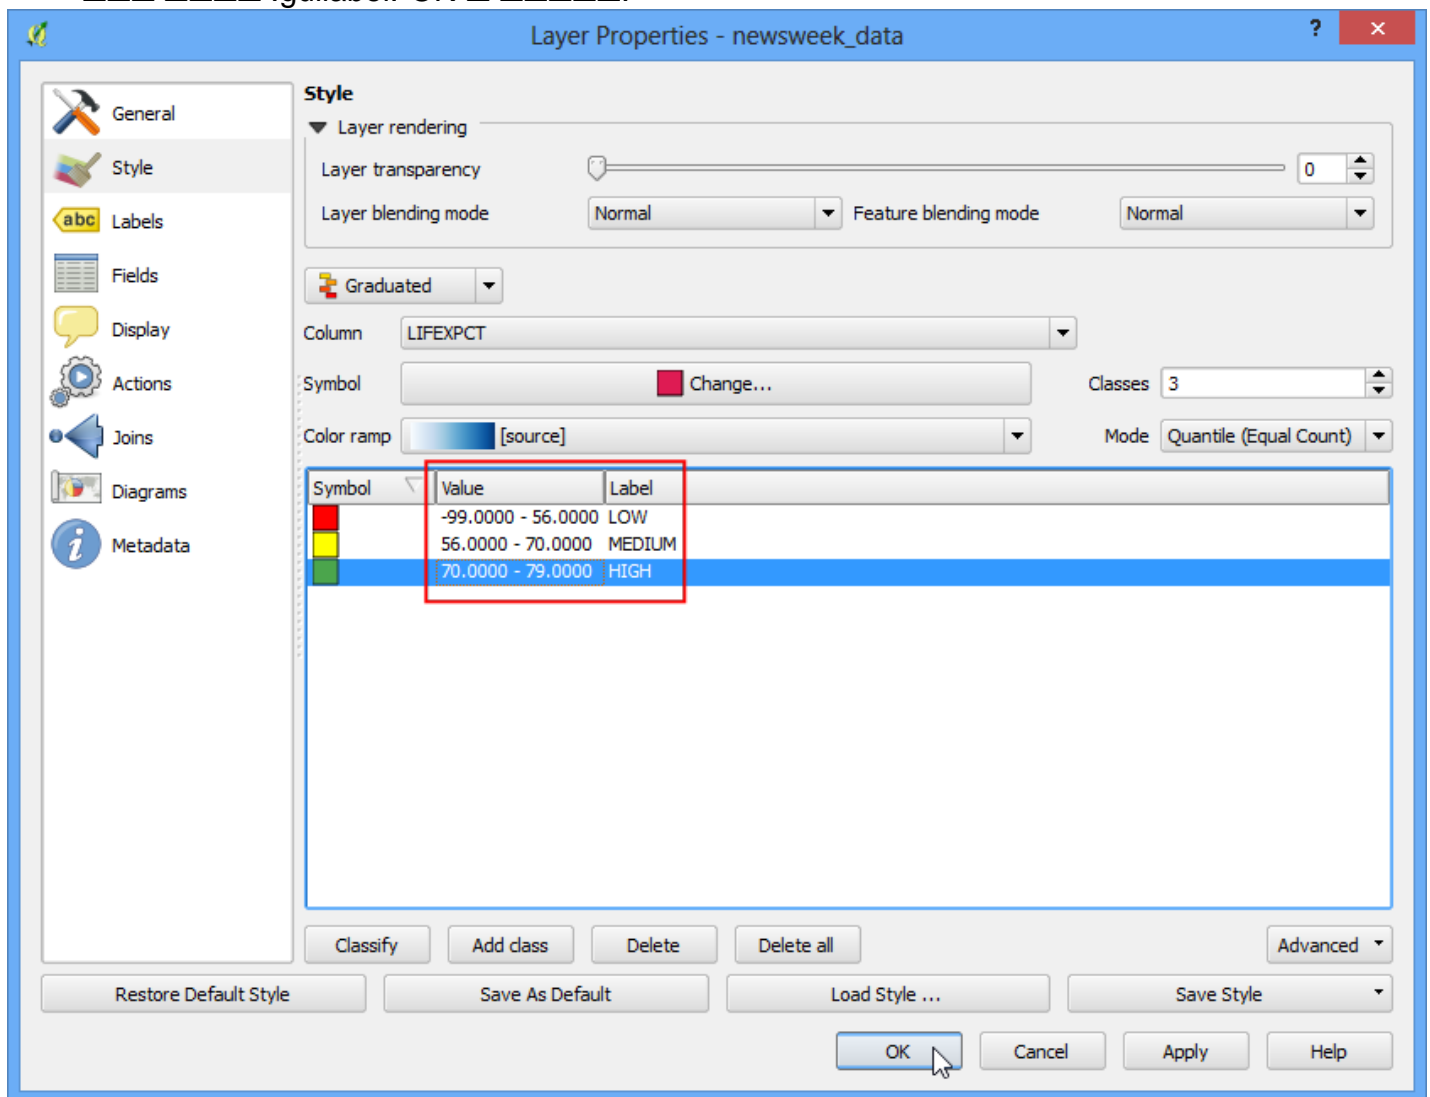 Layer Properties - newsweek_data
?
General
Style
Labels
Fields
Display
Actions
Joins
Diagrams
Metadata
abc
Style
Layer rendering
Layer transparency 0
Layer blending mode Normal Feature blending mode Normal
Graduated
Column LIFEXPCT
Symbol Change... Classes 3
Color ramp [source] Mode Quantile (Equal Count)
Symbol Value Label
-99.0000 - 56.0000 LOW
56.0000 - 70.0000 MEDIUM
70.0000 - 79.0000 HIGH
Classify Add class Delete Delete all Advanced
Restore Default Style Save As Default Load Style ... Save Style
OK Cancel Apply Help